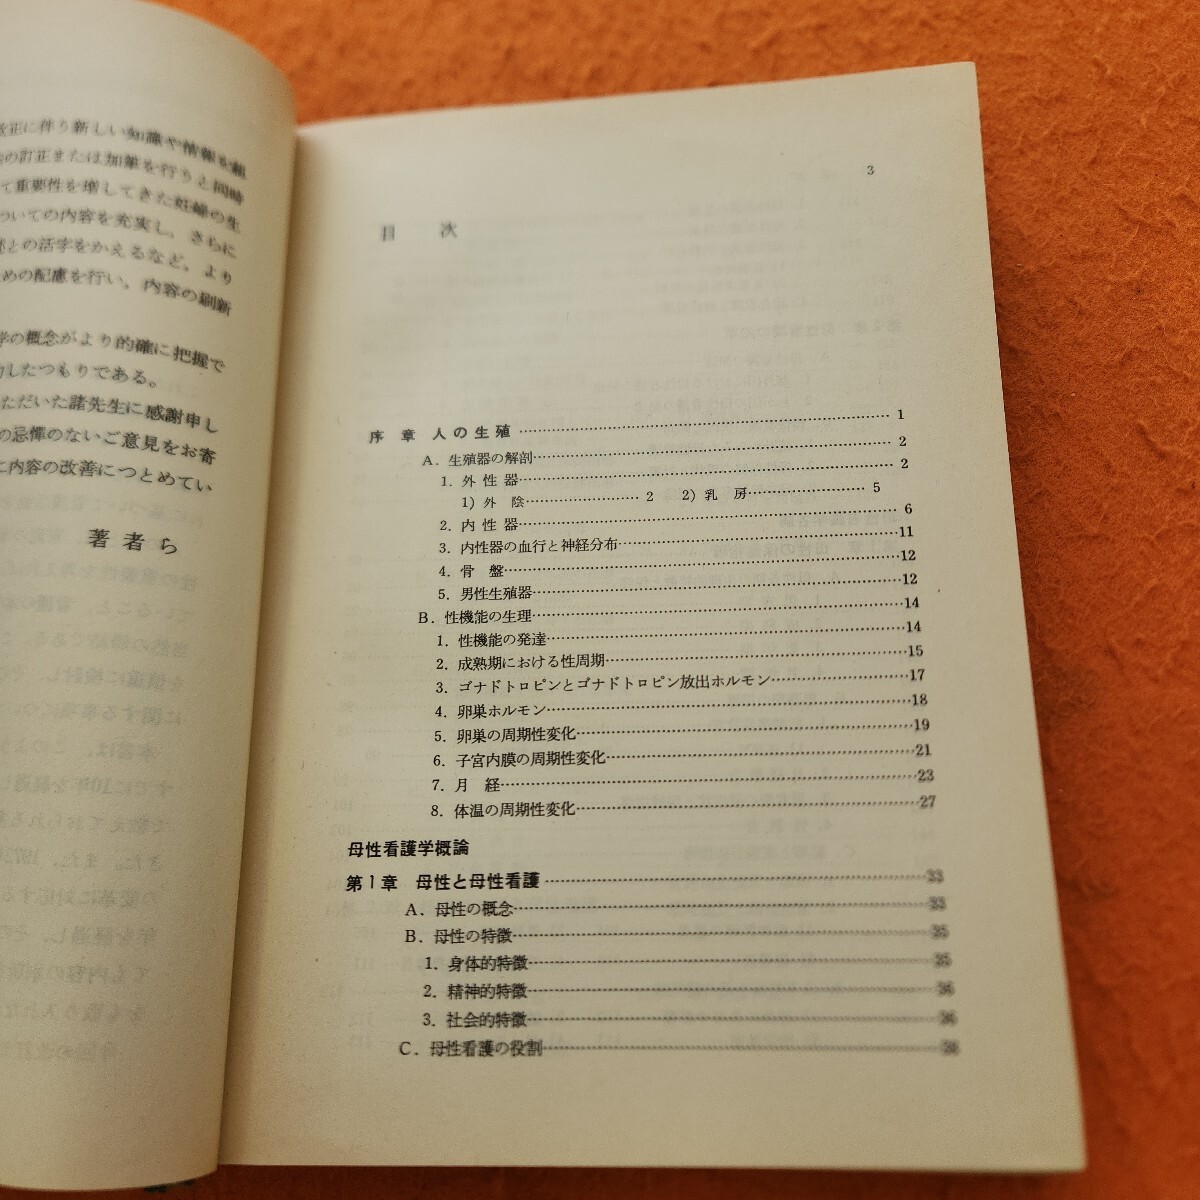 改正に伴り新しい知識や情報を組
の訂正または加筆を行りと同時
て重要性を増してきた妊婦の生
ついての内容を充実し，さらに
との活字をかえるなど，より
めの配慮を行い，内容の刷新
学の概念がより的確に把握で
したつもりである。
ただいた諸先生に感謝申し
の忌憚のないご意見をお寄
に内容の改善につとめてい
著者ら
3
目次
序章 人の生殖 1
A．生殖器の解剖 2
1．外性器 2
1）外陰 2 2）乳房 5
2．内性器 6
3．内性器の血行と神経分布 11
4．骨盤 12
5．男性生殖器 12
B．性機能の生理 14
1．性機能の発達 14
2．成熟期における性周期 15
3．ゴナドトロピンとゴナドトロピン放出ホルモン 17
4．卵巣ホルモン 18
5．卵巣の周期性変化 19
6．子宮内膜の周期性変化 21
7．月経 23
8．体温の周期性変化 27
母性看護学概論
第1章 母性と母性看護 33
A．母性の概念 33
B．母性の特徴 35
1．身体的特徴 35
2．精神的特徴 36
3．社会的特徴 36
C．母性看護の役割